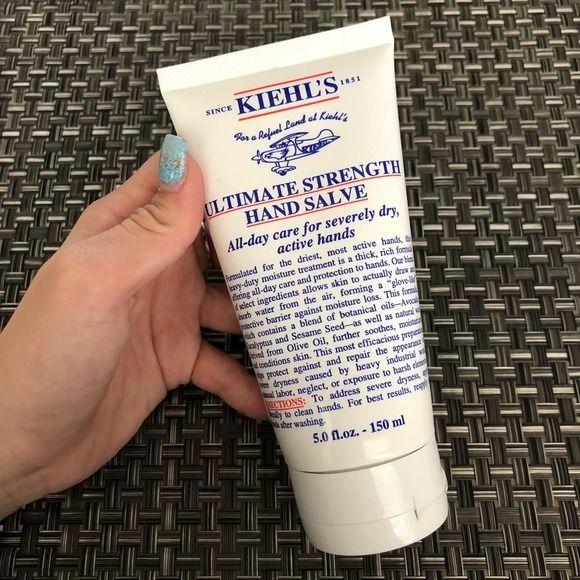 SINCE KIEHL'S 1851
For a Refuel Land at Kiehl's
KIEHL'S
ULTIMATE STRENGTH
HAND SALVE
All-day care for severely dry,
active hands
Formulated for the driest, most active hands, this
heavy-duty moisture treatment is a thick, rich formula
offering all-day care and protection to hands. Our blend
of select ingredients allows skin to actually draw and
absorb water from the air, forming a "glove-like"
protective barrier against moisture loss. This formula
which contains a blend of botanical oils—Avocado
Eucalyptus and Sesame Seed—as well as natural wax
derived from Olive Oil, further soothes, moisturizes
and conditions skin. This most efficacious preparation
helps protect against and repair the appearance
severe dryness caused by heavy industrial work
manual labor, neglect, or exposure to harsh elements
DIRECTIONS: To address severe dryness, apply
liberally to clean hands. For best results, reapply
after washing.
5.0 fl.oz. - 150 ml